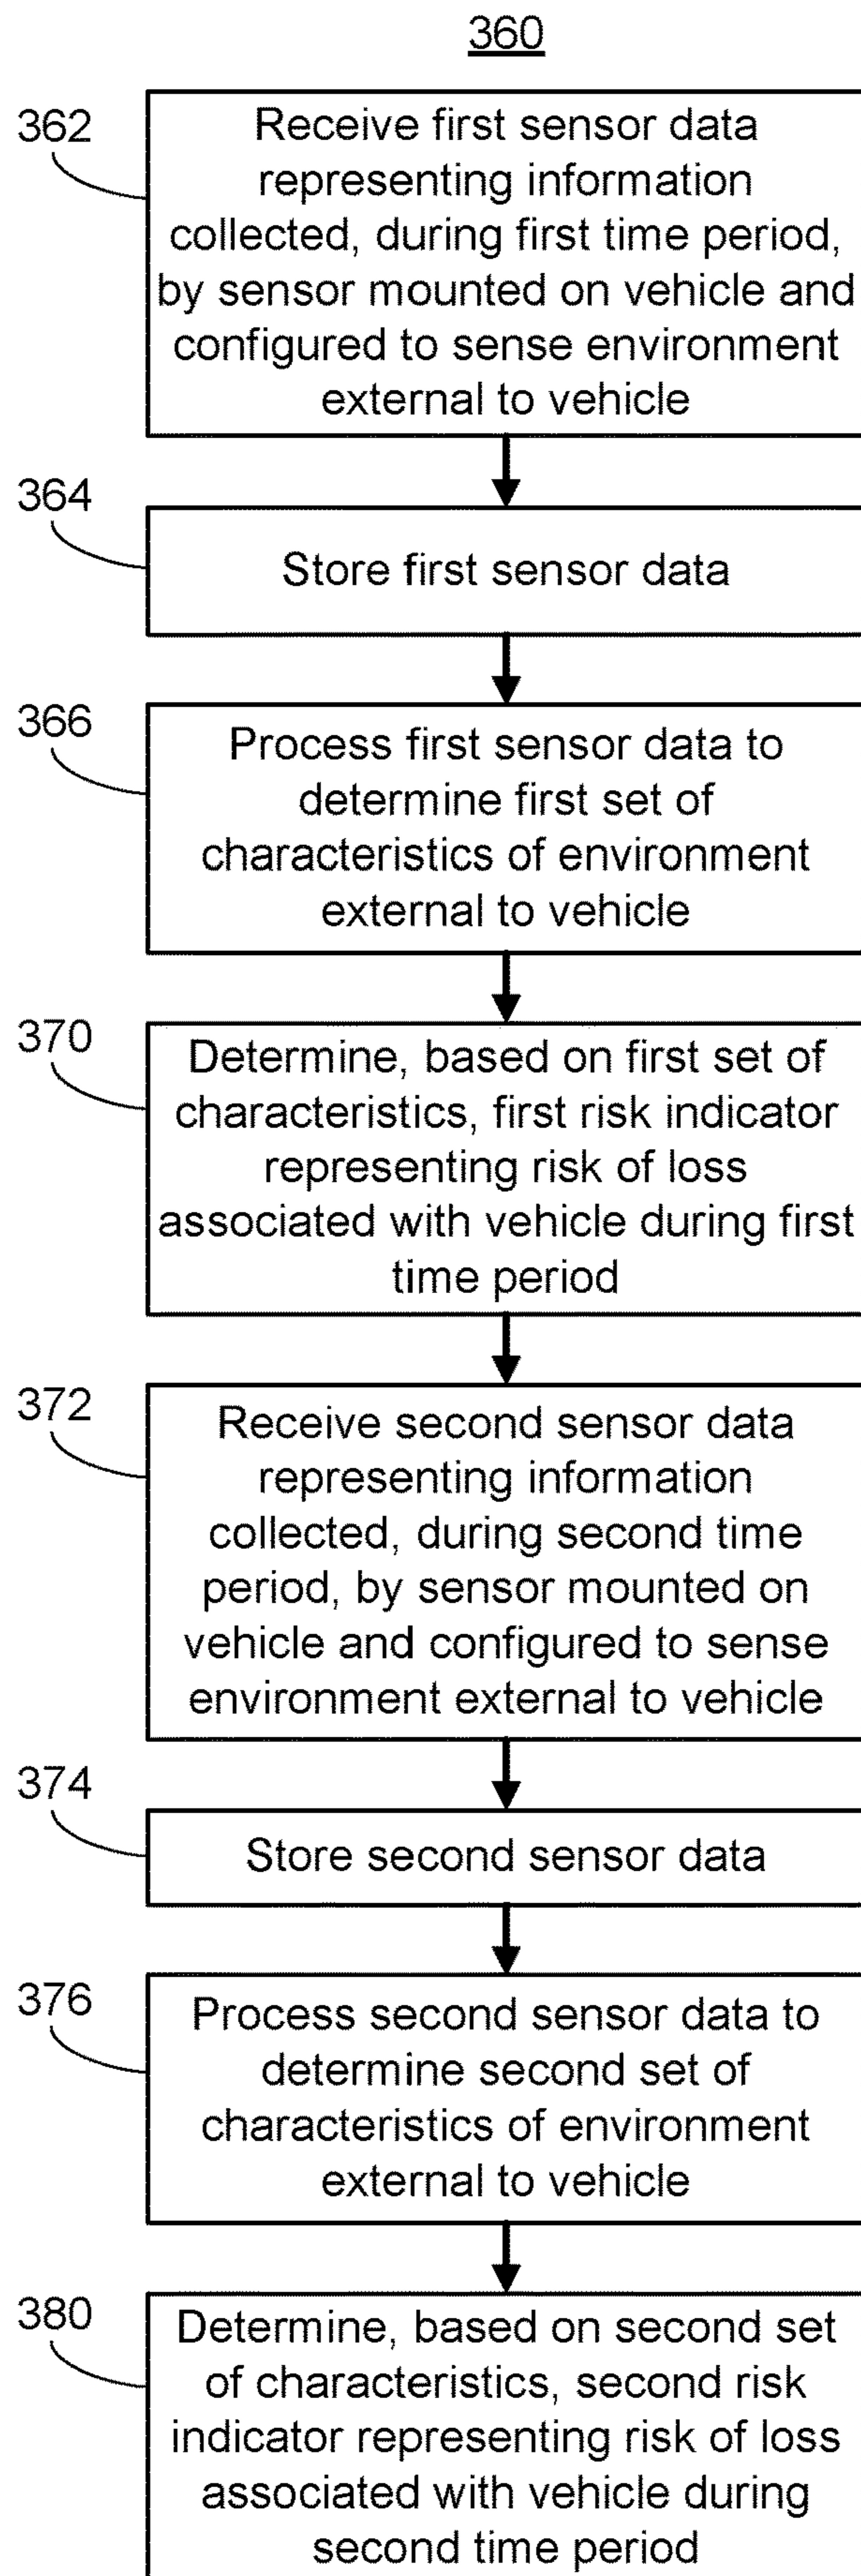 360
362
Receive first sensor data
representing information
collected, during first time period,
by sensor mounted on vehicle and
configured to sense environment
external to vehicle
364
Store first sensor data
366
Process first sensor data to
determine first set of
characteristics of environment
external to vehicle
370
Determine, based on first set of
characteristics, first risk indicator
representing risk of loss
associated with vehicle during first
time period
372
Receive second sensor data
representing information
collected, during second time
period, by sensor mounted on
vehicle and configured to sense
environment external to vehicle
374
Store second sensor data
376
Process second sensor data to
determine second set of
characteristics of environment
external to vehicle
380
Determine, based on second set
of characteristics, second risk
indicator representing risk of loss
associated with vehicle during
second time period